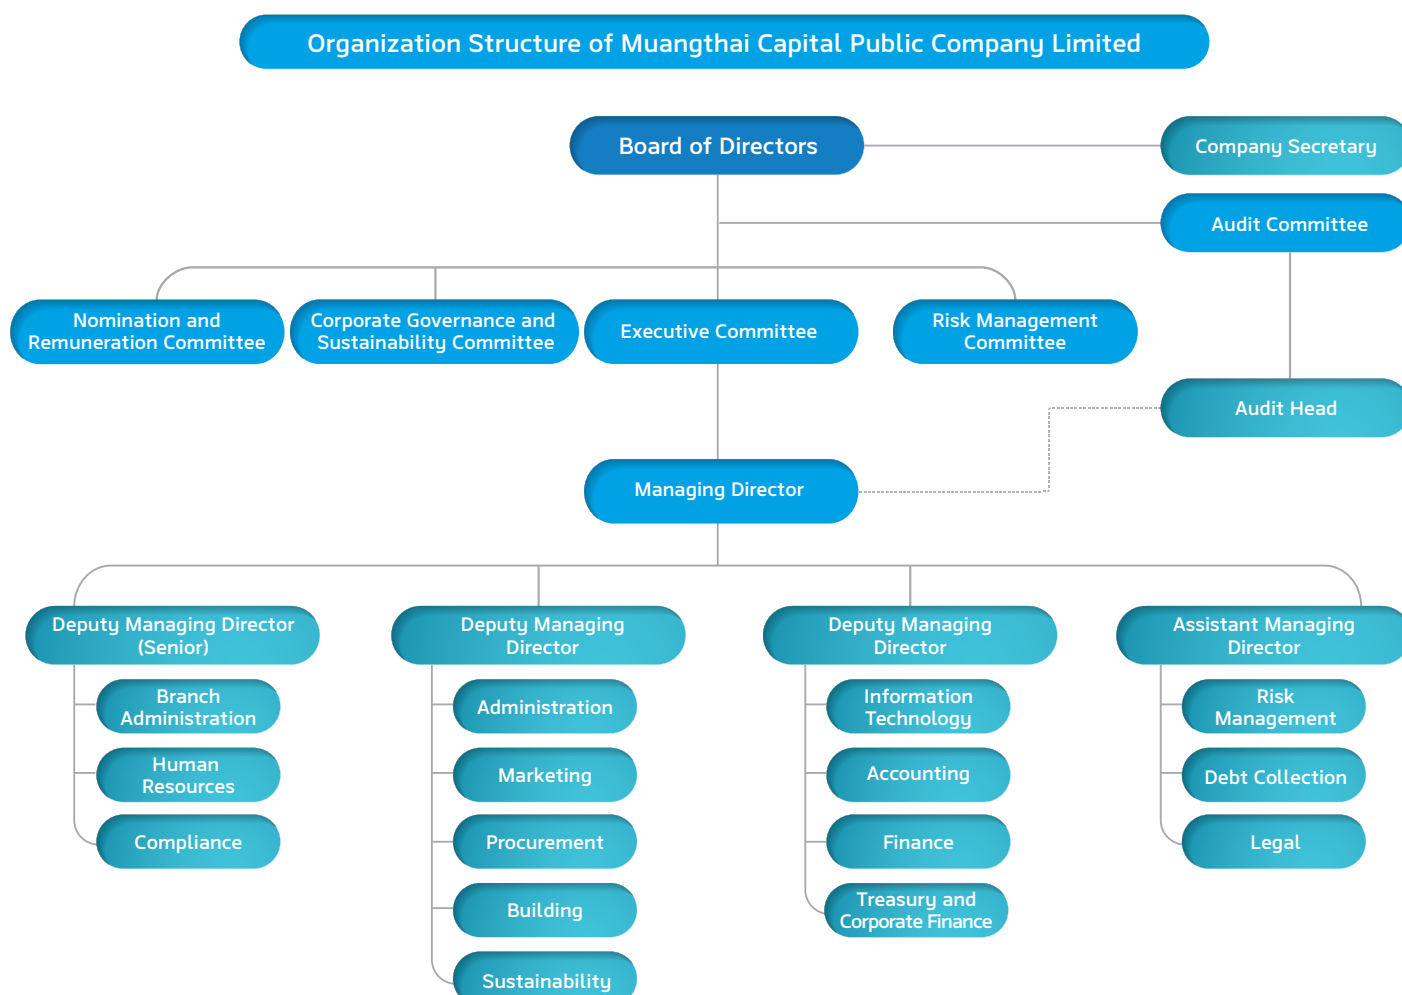 Organization Structure of Muangthai Capital Public Company Limited
Board of Directors
Company Secretary
Audit Committee
Nomination and
Remuneration Committee
Corporate Governance and
Sustainability Committee
Executive Committee
Risk Management
Committee
Audit Head
Managing Director
Deputy Managing Director
(Senior)
Branch
Administration
Human
Resources
Compliance
Deputy Managing
Director
Administration
Marketing
Procurement
Building
Sustainability
Deputy Managing
Director
Information
Technology
Accounting
Finance
Treasury and
Corporate Finance
Assistant Managing
Director
Risk
Management
Debt Collection
Legal